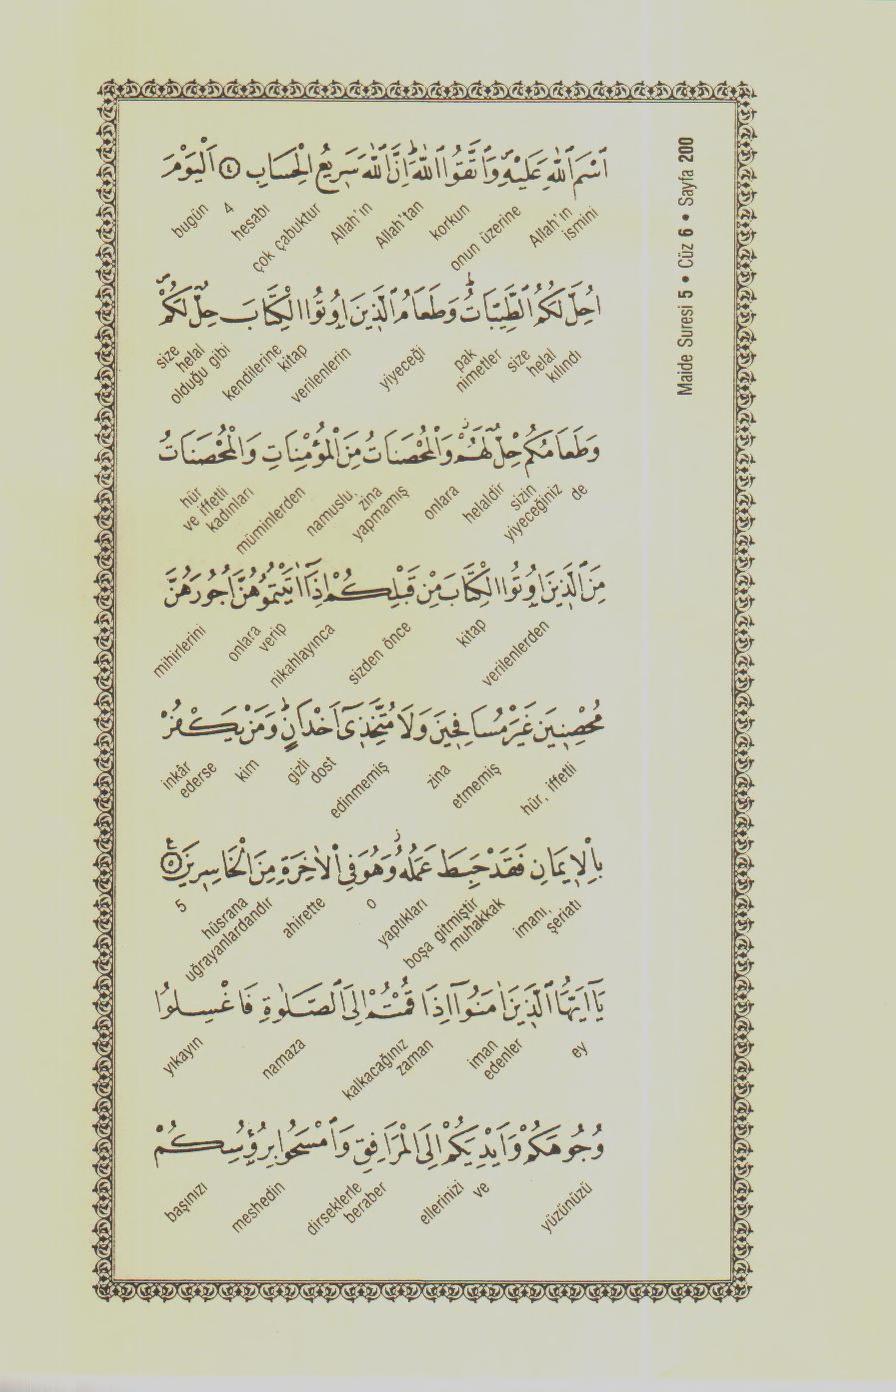 Maide Suresi 5 • Cüz 6 • Sayfa 200
اسْمَ اللّٰهِ عَلَيْهِۖ وَاتَّقُوا اللّٰهَۜ اِنَّ اللّٰهَ سَر۪يعُ الْحِسَابِ ﴿٤﴾ اَلْيَوْمَ
Allah'ın ismini onun üzerine korkun Allah'tan Allah'ın çok çabuktur hesabı 4 bugün
اُحِلَّ لَكُمُ الطَّيِّبَاتُۜ وَطَعَامُ الَّذ۪ينَ اُو۫تُوا الْكِتَابَ حِلٌّ لَكُمْۖ
helal kılındı size pak nimetler yiyeceği verilenlerin kitap kendilerine helal olduğu gibi size
وَطَعَامُكُمْ حِلٌّ لَهُمْۘ وَالْمُحْصَنَاتُ مِنَ الْمُؤْمِنَاتِ وَالْمُحْصَنَاتُ
de sizin yiyeceğiniz helaldir onlara zina yapmamış namuslu, müminlerden hür ve iffetli kadınları
مِنَ الَّذ۪ينَ اُو۫تُوا الْكِتَابَ مِنْ قَبْلِكُمْ اِذَٓا اٰتَيْتُمُوهُنَّ اُجُورَهُنَّ
verilenlerden kitap sizden önce nikahlayınca onlara verip mihirlerini
مُحْصِن۪ينَ غَيْرَ مُسَافِح۪ينَ وَلَا مُتَّخِذ۪ٓي اَخْدَانٍۜ وَمَنْ يَكْفُرْ
hür, iffetli etmemiş zina edinmemiş gizli dost kim inkâr ederse
بِالْا۪يمَانِ فَقَدْ حَبِطَ عَمَلُهُۘ وَهُوَ فِي الْاٰخِرَةِ مِنَ الْخَاسِر۪ينَ ﴿٥﴾
imanı, şeriatı boşa gitmiştir muhakkak yaptıkları o ahirette hüsrana uğrayanlardandır 5
يَٓا اَيُّهَا الَّذ۪ينَ اٰمَنُٓوا اِذَا قُمْتُمْ اِلَى الصَّلٰوةِ فَاغْسِلُوا
ey iman edenler kalkacağınız zaman namaza yıkayın
وُجُوهَكُمْ وَاَيْدِيَكُمْ اِلَى الْمَرَافِقِ وَامْسَحُوا بِرُؤُ۫سِكُمْ
yüzünüzü ve ellerinizi dirseklerle beraber meshedin başınızı